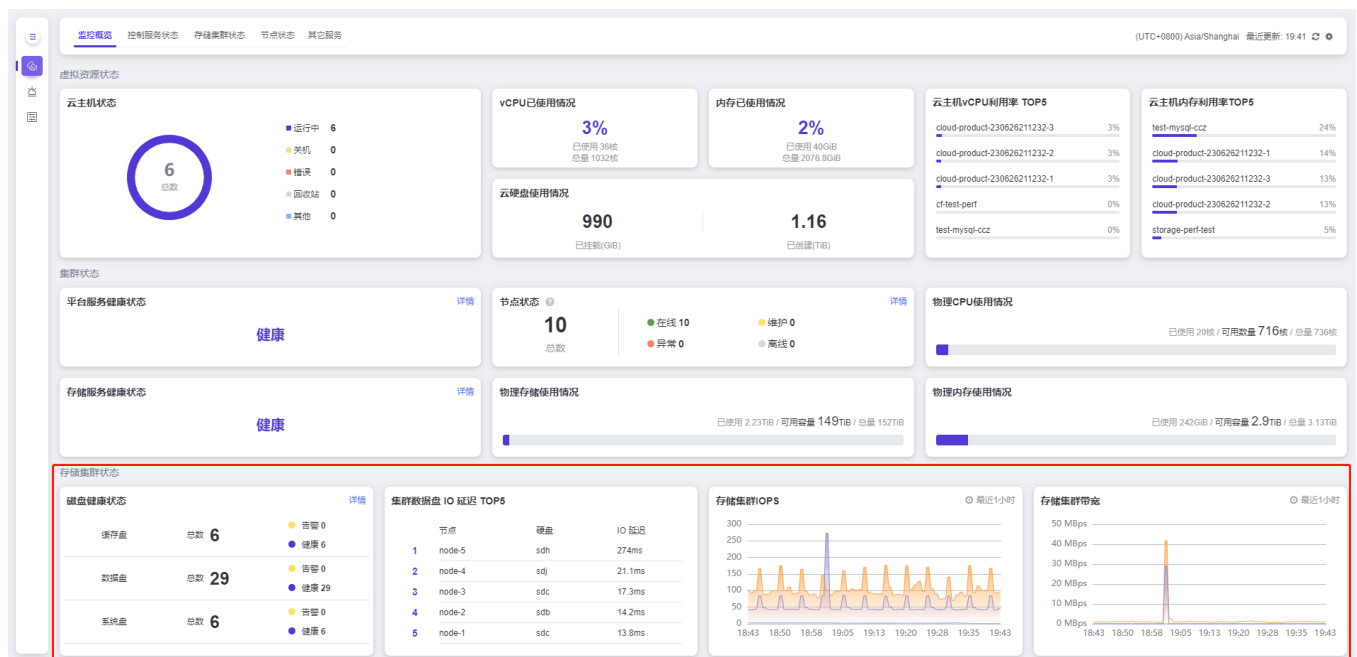 监控概览 控制服务状态 存储集群状态 节点状态 其它服务
(UTC+0800) Asia/Shanghai 最近更新: 19:41
虚拟资源状态
云主机状态
6
总数
运行中 6
关机 0
错误 0
回收站 0
其他 0
vCPU已使用情况
3%
已使用 36核
总量 1032核
内存已使用情况
2%
已使用 40GiB
总量 2076.8GiB
云硬盘使用情况
990
已挂载(GiB)
1.16
已创建(TiB)
云主机vCPU利用率 TOP5
cloud-product-230626211232-3 3%
cloud-product-230626211232-2 3%
cloud-product-230626211232-1 3%
cf-test-perf 0%
test-mysql-ccz 0%
云主机内存利用率TOP5
test-mysql-ccz 24%
cloud-product-230626211232-1 14%
cloud-product-230626211232-3 13%
cloud-product-230626211232-2 13%
storage-perf-test 5%
集群状态
平台服务健康状态 详情
健康
节点状态 详情
10
总数
在线 10
维护 0
异常 0
离线 0
物理CPU使用情况
已使用 20核 / 可用数量 716核 / 总量 736核
存储服务健康状态 详情
健康
物理存储使用情况
已使用 2.23TiB / 可用容量 149TiB / 总量 152TiB
物理内存使用情况
已使用 242GiB / 可用容量 2.9TiB / 总量 3.13TiB
存储集群状态
磁盘健康状态 详情
缓存盘 总数 6
告警 0
健康 6
数据盘 总数 29
告警 0
健康 29
系统盘 总数 6
告警 0
健康 6
集群数据盘 IO 延迟 TOP5
节点 硬盘 IO 延迟
1 node-5 sdh 274ms
2 node-4 sdj 21.1ms
3 node-3 sdc 17.3ms
4 node-2 sdb 14.2ms
5 node-1 sdc 13.8ms
存储集群IOPS 最近1小时
300
250
200
150
100
50
0
18:43 18:50 18:58 19:05 19:13 19:20 19:28 19:35 19:43
存储集群带宽 最近1小时
50 MBps
40 MBps
30 MBps
20 MBps
10 MBps
0 MBps
18:43 18:50 18:58 19:05 19:13 19:20 19:28 19:35 19:43